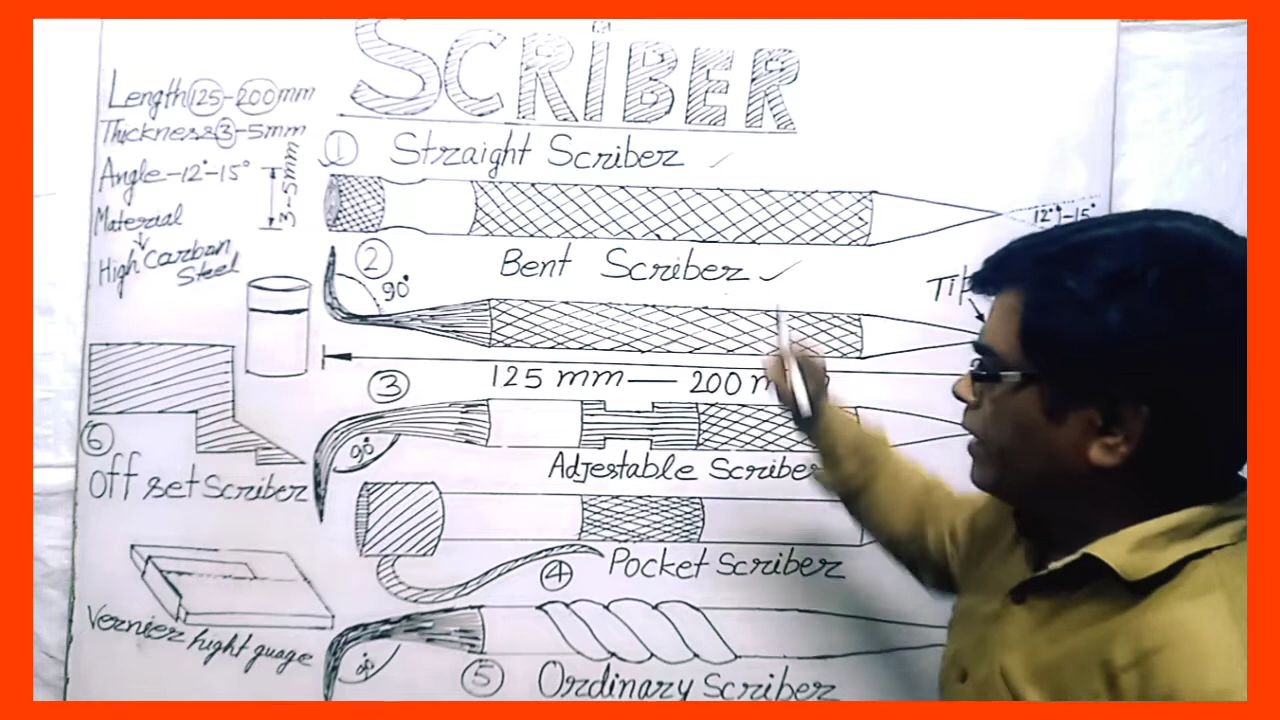 SCRiBER
Length 125-200mm
Thickness 3-5mm
Angle-12°-15°
Material
High Carbon
Steel
3-5mm
① Straight Scriber
12°-15°
② Bent Scriber
90°
Tip
125 mm — 200 m
③
90°
Adjestable Scriber
⑥
Off set Scriber
④ Pocket Scriber
Vernier hight guage
90°
⑤ Ordinary Scriber